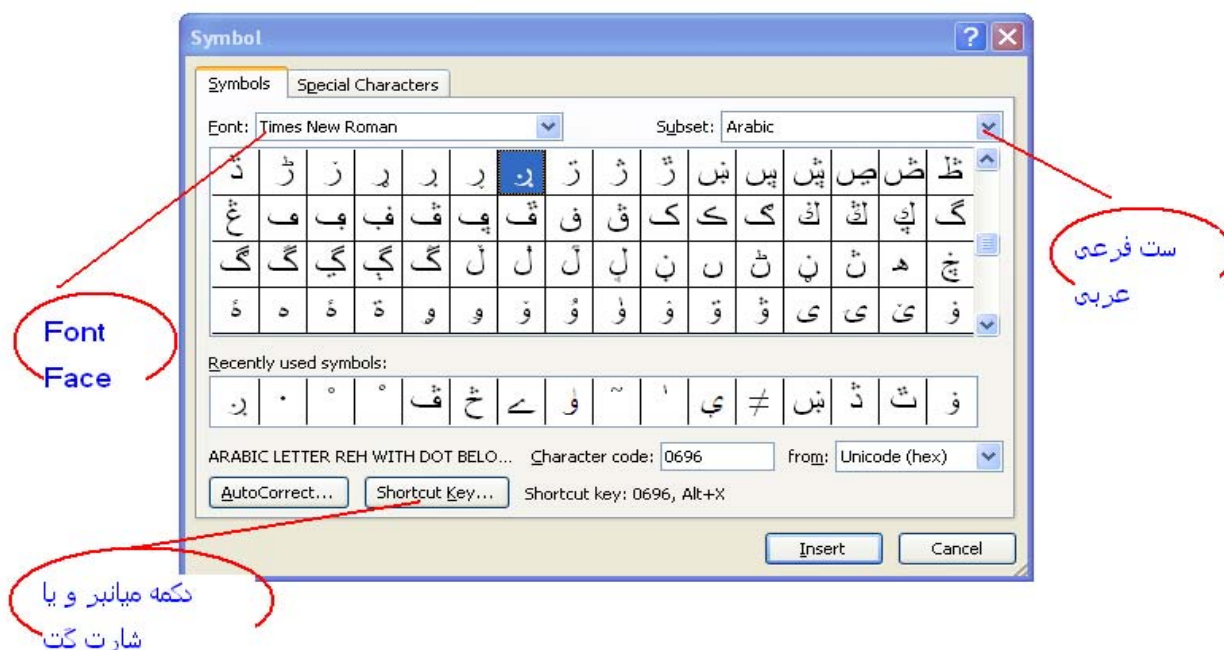 Symbol
Symbols Special Characters
Font: Times New Roman Subset: Arabic
ڐ ڑ ڒ ړ ڔ ڕ ږ ڗ ژ ڙ ښ ڛ ڜ ڝ ڞ ڟ
ڠ ڡ ڢ ڣ ڤ ڥ ڦ ڧ ڨ ک ڪ ګ ڬ ڭ ڮ گ
ڰ ڱ ڲ ڳ ڴ ڵ ڶ ڷ ڸ ڹ ں ڻ ڼ ڽ ھ ڿ
ۀ ہ ۂ ۃ ۄ ۅ ۆ ۇ ۈ ۉ ۊ ۋ ی ۍ ێ ۏ
ست فرعی
عربی
Font
Face
Recently used symbols:
ږ · ° څ ے ۈ ~ ې ≠ ښ ۏ
ARABIC LETTER REH WITH DOT BELO... Character code: 0696 from: Unicode (hex)
AutoCorrect... Shortcut Key... Shortcut key: 0696, Alt+X
Insert Cancel
دکمه میانبر و یا
شارت کت